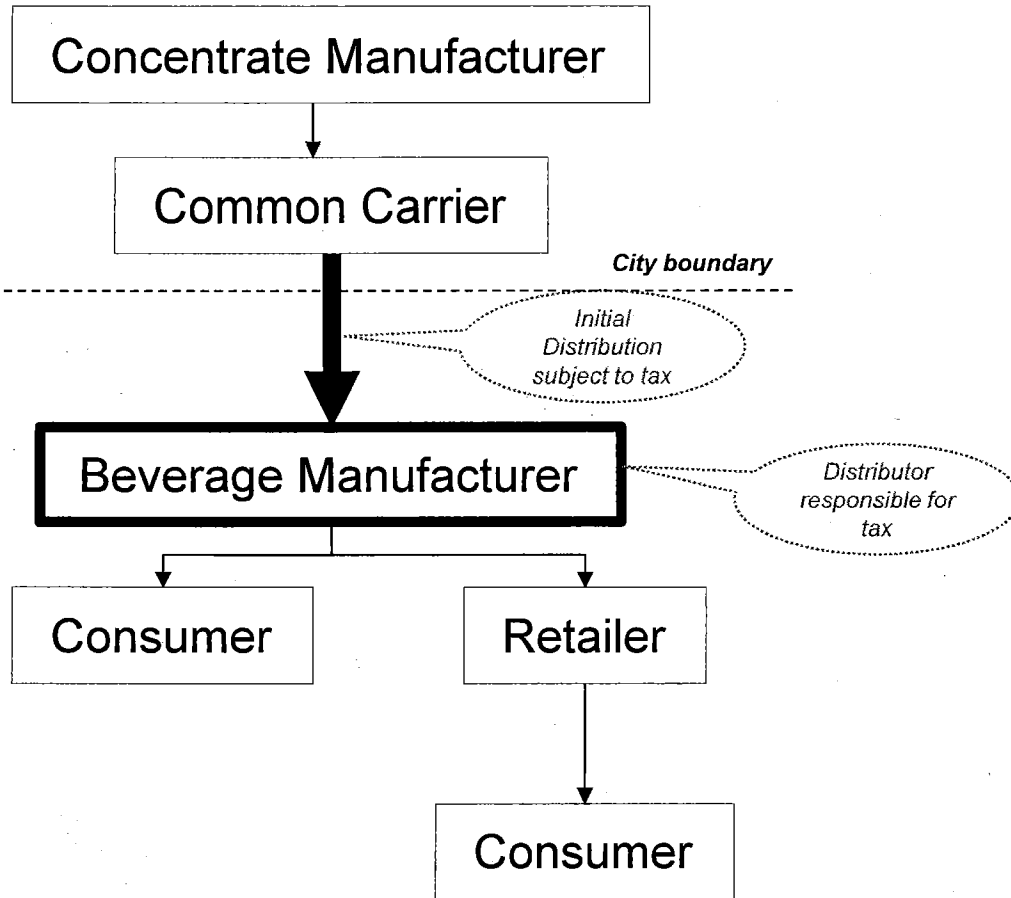 Concentrate Manufacturer
Common Carrier
City boundary
Initial
Distribution
subject to tax
Beverage Manufacturer
Distributor
responsible for
tax
Consumer
Retailer
Consumer